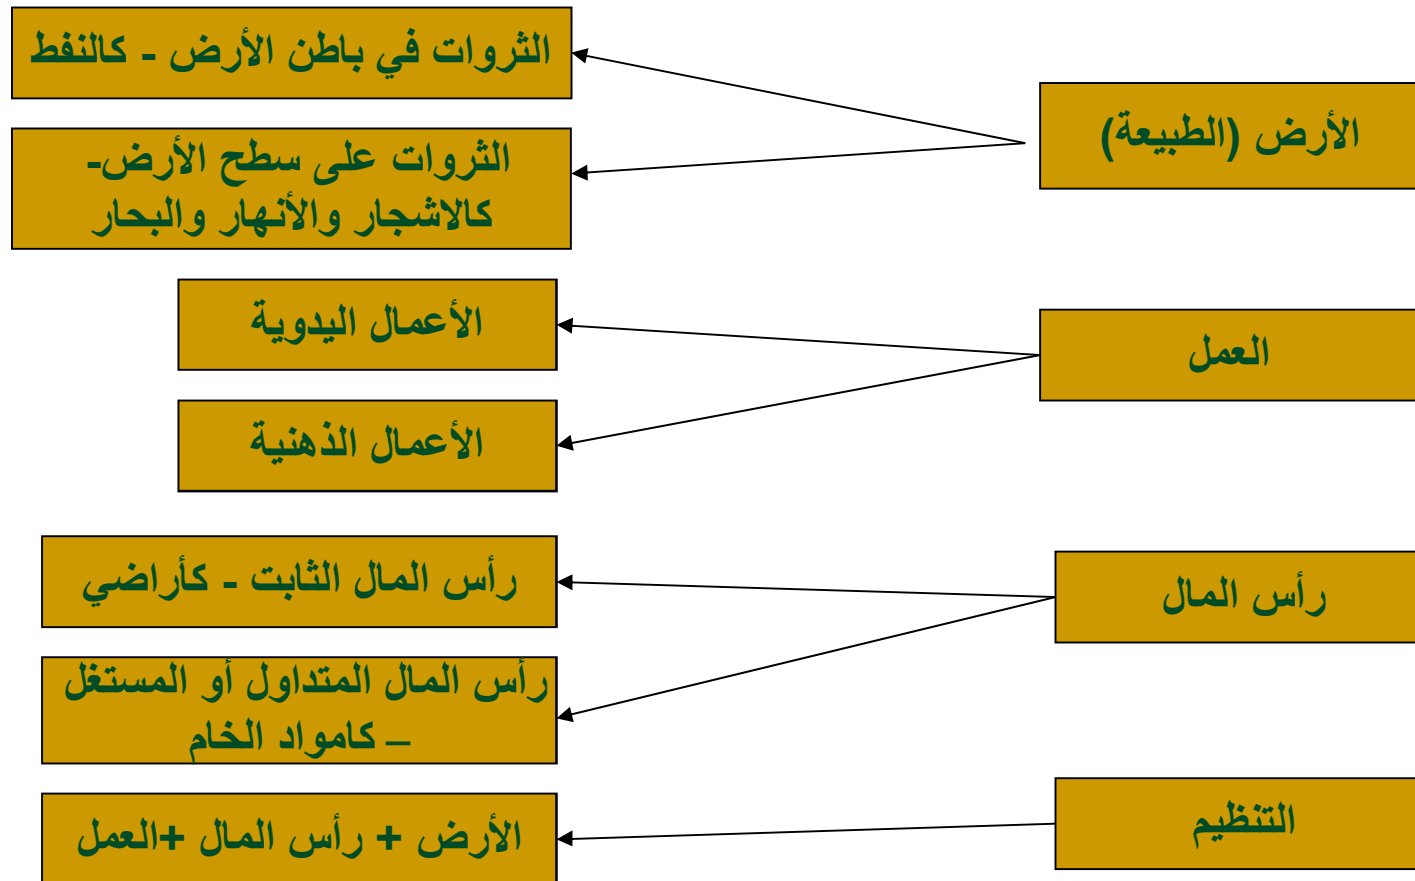 الأرض (الطبيعة)
الثروات في باطن الأرض - كالنفط
الثروات على سطح الأرض-
كالاشجار والأنهار والبحار
العمل
الأعمال اليدوية
الأعمال الذهنية
رأس المال
رأس المال الثابت - كأراضي
رأس المال المتداول أو المستغل
– كامواد الخام
التنظيم
الأرض + رأس المال +العمل